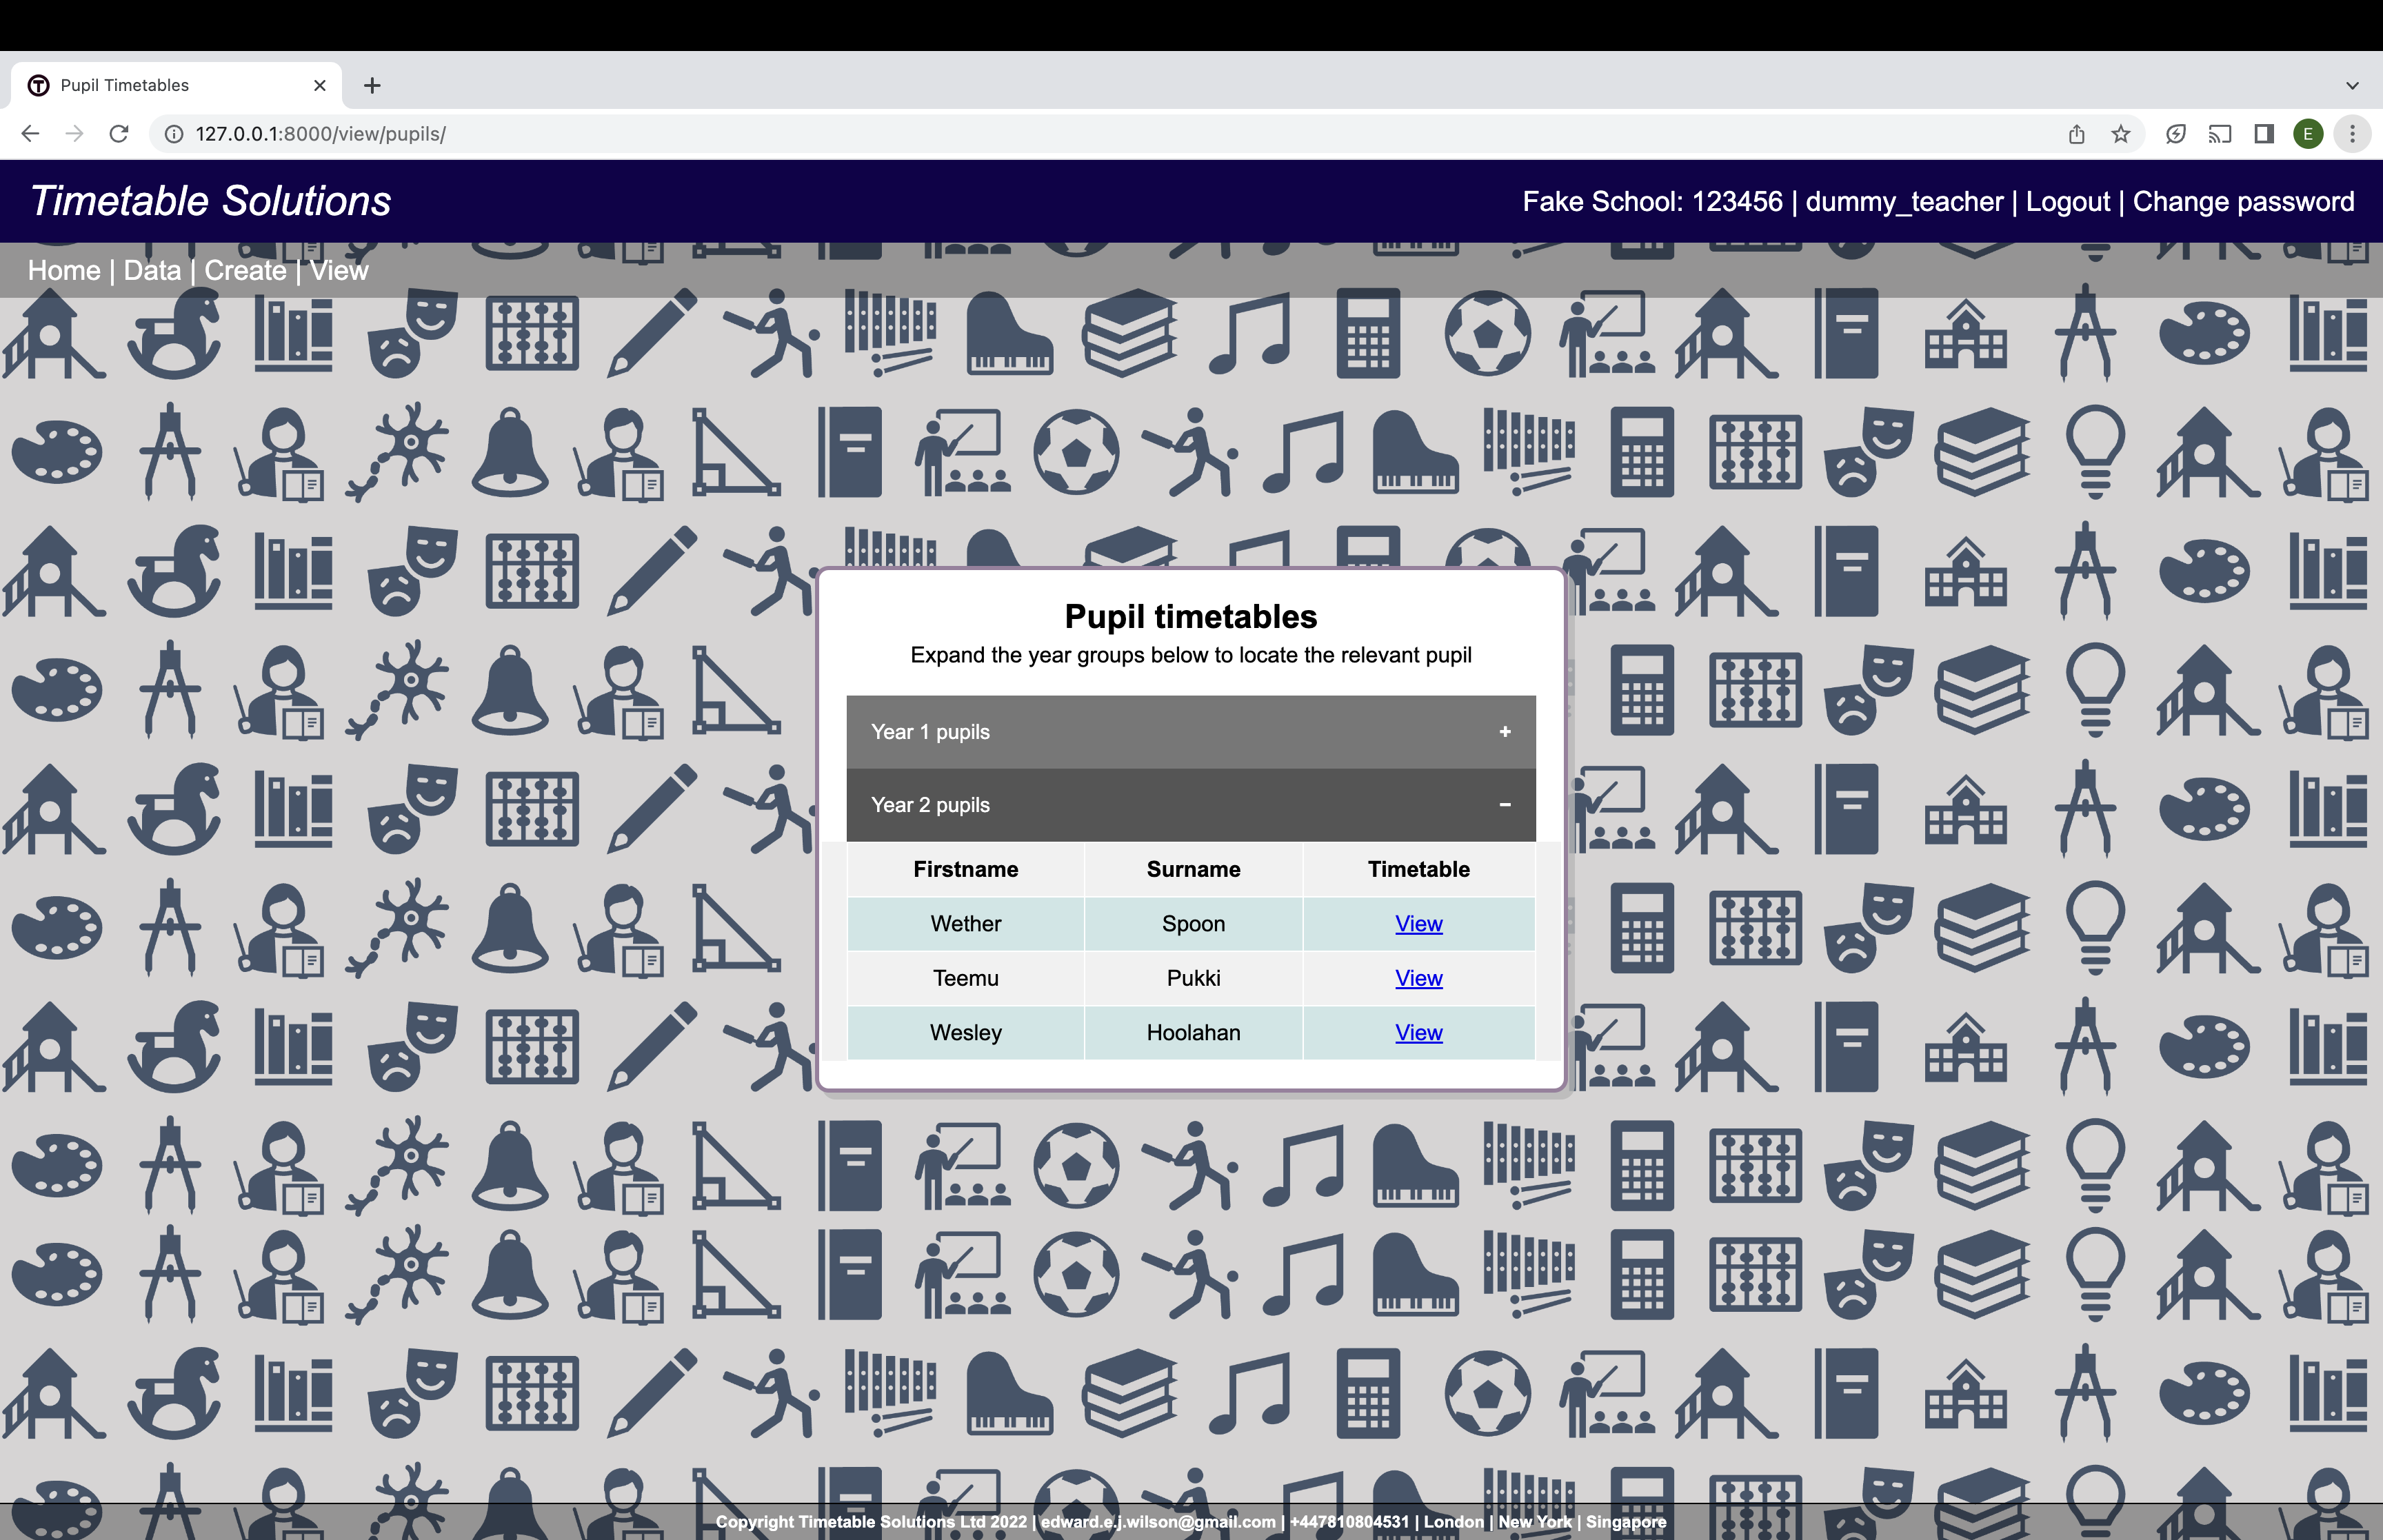 Pupil Timetables
127.0.0.1:8000/view/pupils/
E
Timetable Solutions
Fake School: 123456 | dummy_teacher | Logout | Change password
Home | Data | Create | View
Pupil timetables
Expand the year groups below to locate the relevant pupil
Year 1 pupils +
Year 2 pupils −
Firstname Surname Timetable
Wether Spoon View
Teemu Pukki View
Wesley Hoolahan View
Copyright Timetable Solutions Ltd 2022 | edward.e.j.wilson@gmail.com | +447810804531 | London | New York | Singapore